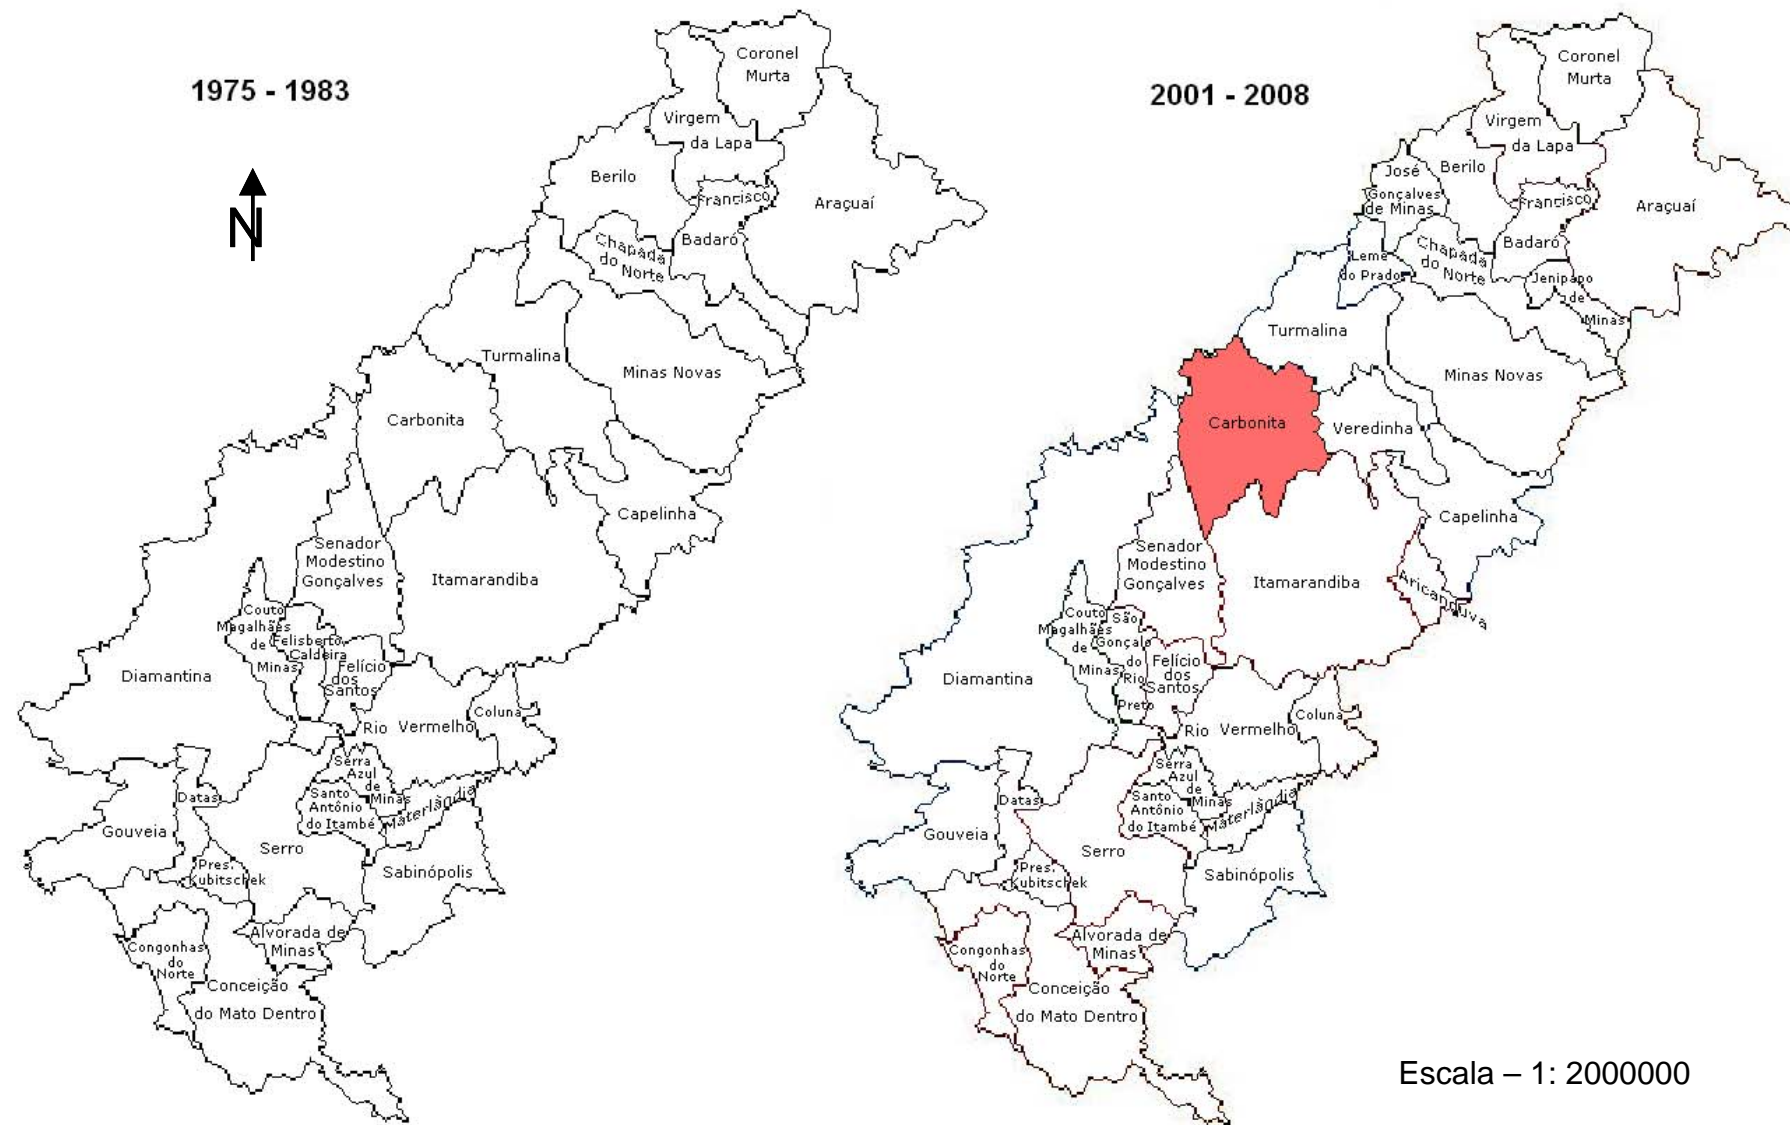 1975 - 1983
N
Coronel
Murta
Virgem
da Lapa
Berilo
Francisco
Badaró
Araçuaí
Chapada
do Norte
Turmalina
Minas Novas
Carbonita
Capelinha
Senador
Modestino
Gonçalves
Itamarandiba
Couto
Magalhães
de
Minas
Felisberto
Caldeira
Felício
dos
Santos
Diamantina
Rio Vermelho
Coluna
Serra
Azul
de
Minas
Datas
Santo
Antônio
do Itambé
Materlândia
Gouveia
Serro
Pres.
Kubitschek
Sabinópolis
Alvorada de
Minas
Congonhas
do
Norte
Conceição
do Mato Dentro
2001 - 2008
Coronel
Murta
Virgem
da Lapa
José
Gonçalves
de Minas
Berilo
Francisco
Badaró
Araçuaí
Leme
do Prado
Chapada
do Norte
Jenipapo
de
Minas
Turmalina
Minas Novas
Carbonita
Veredinha
Capelinha
Senador
Modestino
Gonçalves
Itamarandiba
Aricanduva
Couto
Magalhães
de
Minas
São
Gonçalo
do
Rio
Preto
Felício
dos
Santos
Diamantina
Rio Vermelho
Coluna
Serra
Azul
de
Minas
Datas
Santo
Antônio
do Itambé
Materlândia
Gouveia
Serro
Pres.
Kubitschek
Sabinópolis
Alvorada de
Minas
Congonhas
do
Norte
Conceição
do Mato Dentro
Escala – 1: 2000000